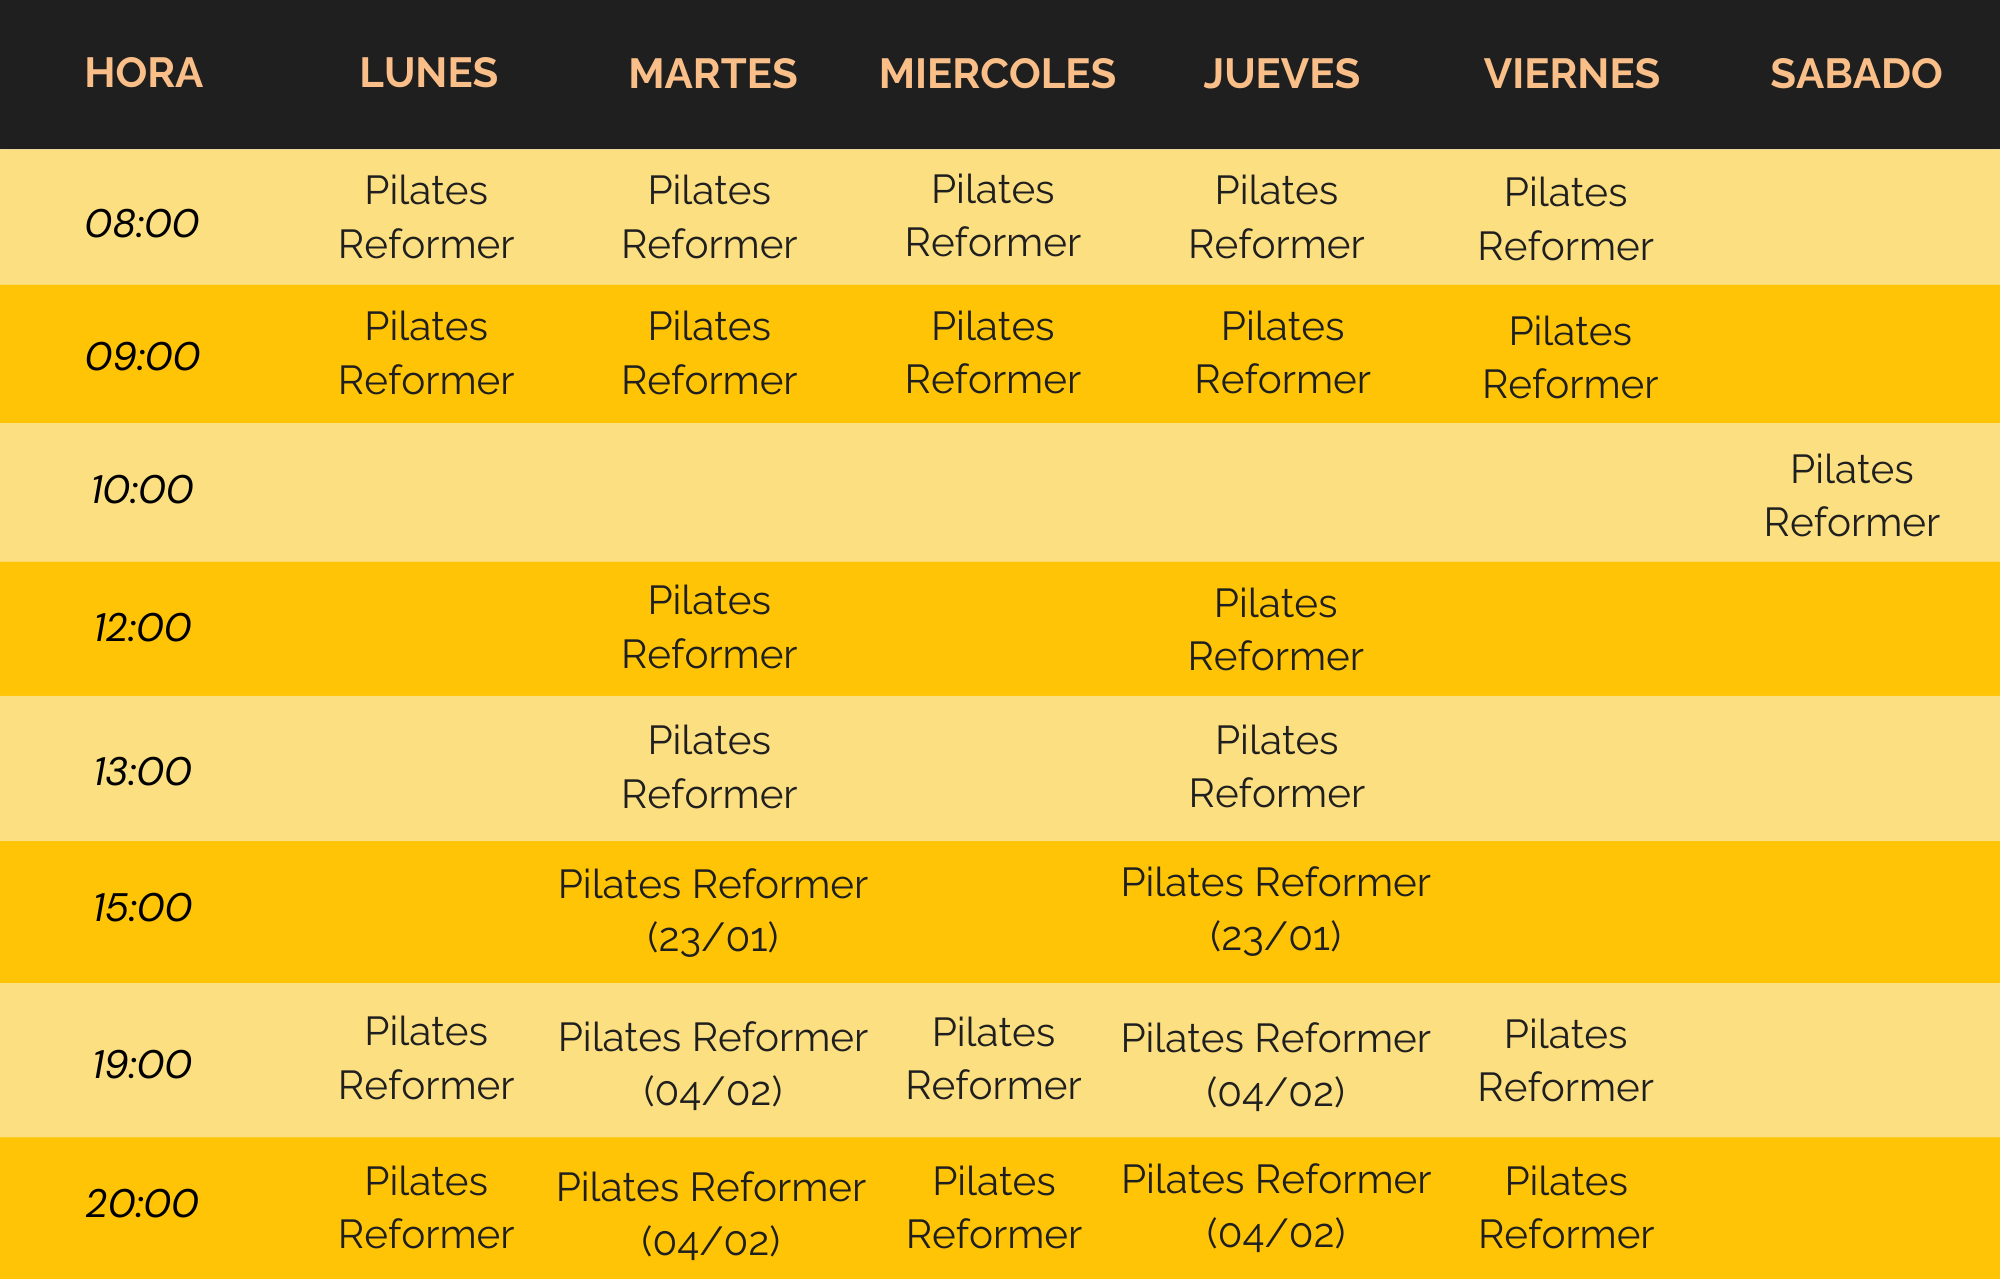 HORA LUNES MARTES MIERCOLES JUEVES VIERNES SABADO
08:00 Pilates Reformer Pilates Reformer Pilates Reformer Pilates Reformer Pilates Reformer
09:00 Pilates Reformer Pilates Reformer Pilates Reformer Pilates Reformer Pilates Reformer
10:00 Pilates Reformer
12:00 Pilates Reformer Pilates Reformer
13:00 Pilates Reformer Pilates Reformer
15:00 Pilates Reformer (23/01) Pilates Reformer (23/01)
19:00 Pilates Reformer Pilates Reformer (04/02) Pilates Reformer Pilates Reformer (04/02) Pilates Reformer
20:00 Pilates Reformer Pilates Reformer (04/02) Pilates Reformer Pilates Reformer (04/02) Pilates Reformer